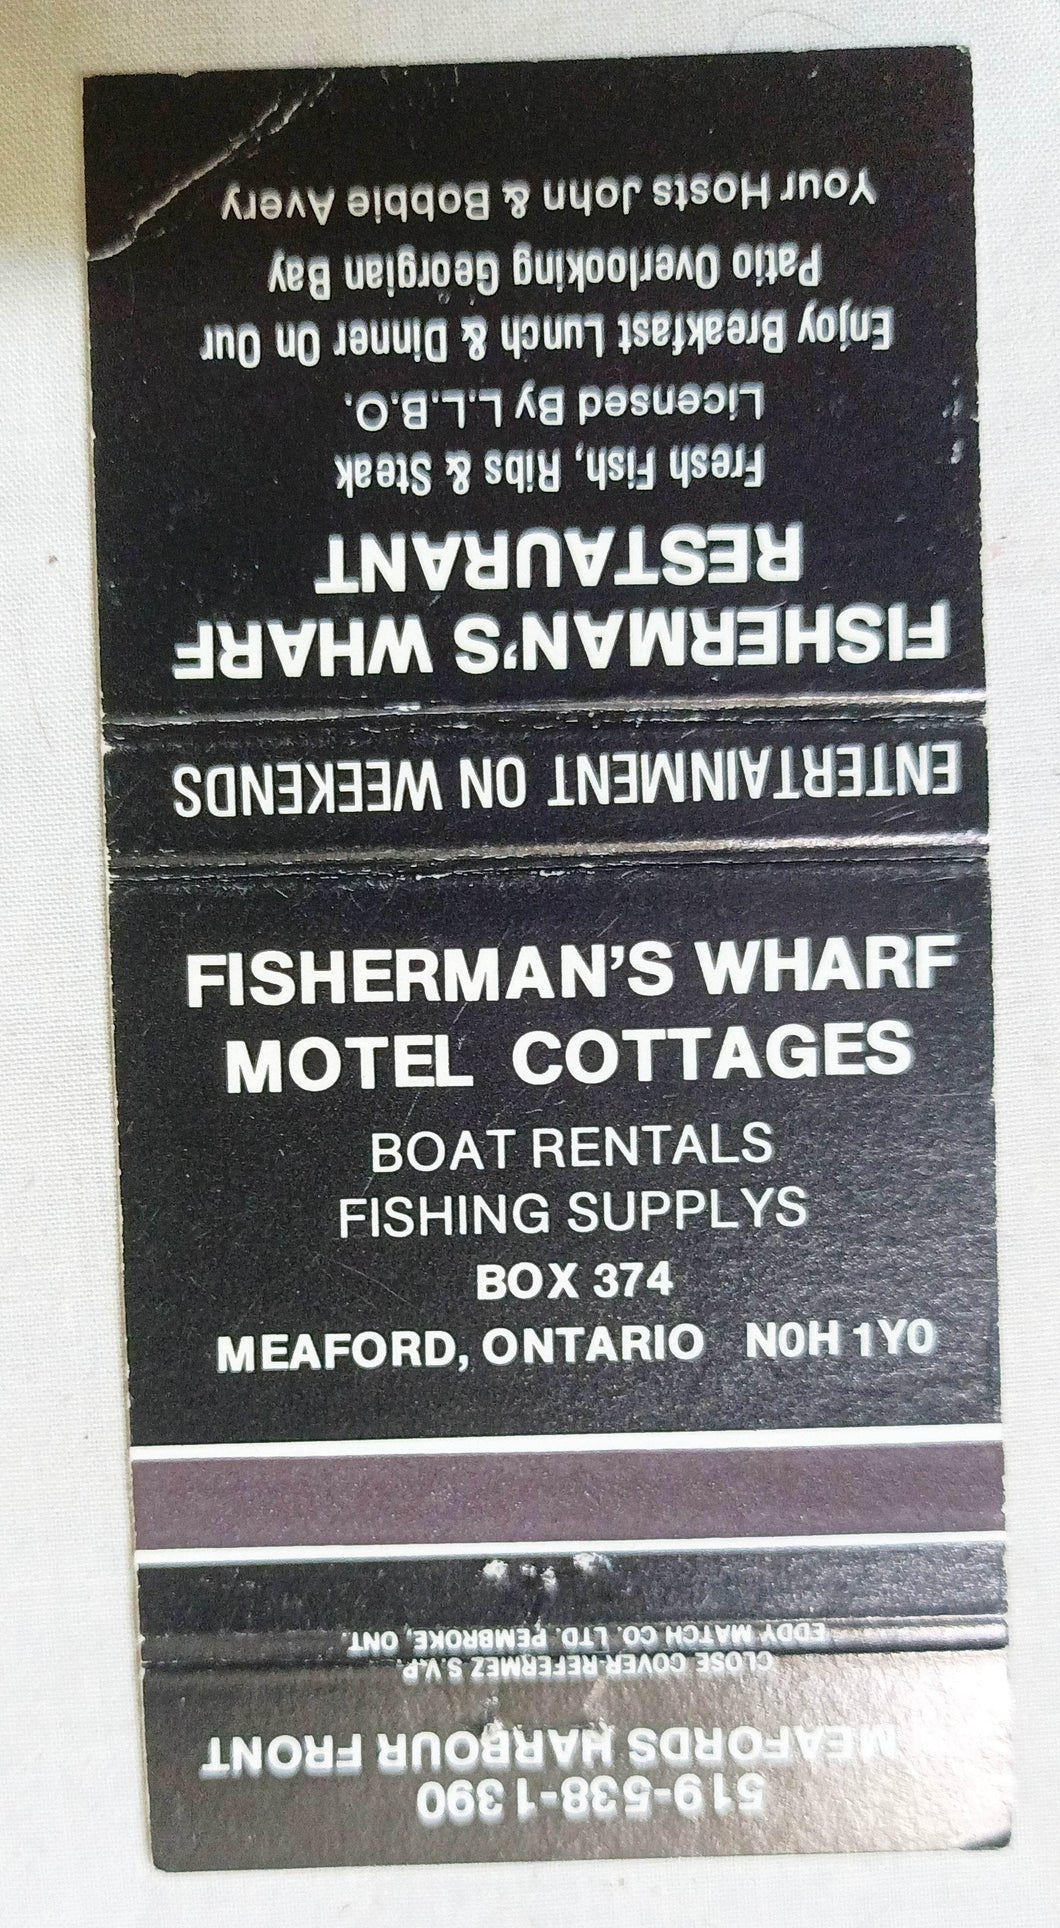 FISHERMAN'S WHARF
RESTAURANT
Fresh Fish, Ribs & Steak
Licensed By L.L.B.O.
Enjoy Breakfast Lunch & Dinner On Our
Patio Overlooking Georgian Bay
Your Hosts John & Bobbie Avery
ENTERTAINMENT ON WEEKENDS
FISHERMAN'S WHARF
MOTEL COTTAGES
BOAT RENTALS
FISHING SUPPLYS
BOX 374
MEAFORD, ONTARIO N0H 1Y0
519-538-1390
MEAFORDS HARBOUR FRONT
CLOSE COVER-REFERMEZ S.V.P.
EDDY MATCH CO. LTD. PEMBROKE, ONT.